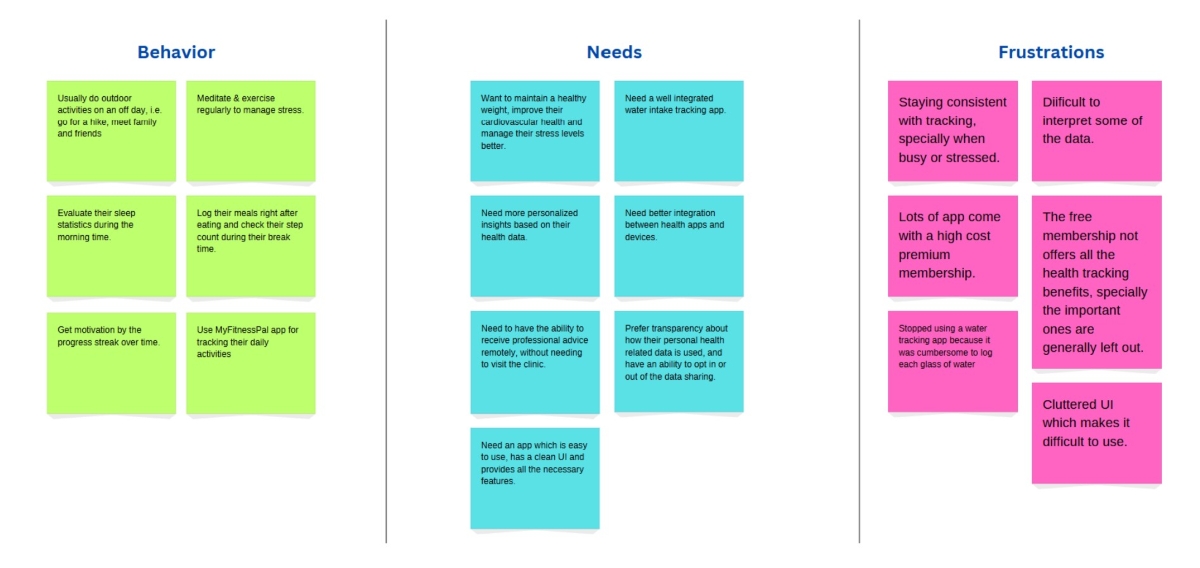 Behavior
Usually do outdoor
activities on an off day, i.e.
go for a hike, meet family
and friends
Meditate & exercise
regularly to manage stress.
Evaluate their sleep
statistics during the
morning time.
Log their meals right after
eating and check their step
count during their break
time.
Get motivation by the
progress streak over time.
Use MyFitnessPal app for
tracking their daily
activities
Needs
Want to maintain a healthy
weight, improve their
cardiovascular health and
manage their stress levels
better.
Need a well integrated
water intake tracking app.
Need more personalized
insights based on their
health data.
Need better integration
between health apps and
devices.
Need to have the ability to
receive professional advice
remotely, without needing
to visit the clinic.
Prefer transparency about
how their personal health
related data is used, and
have an ability to opt in or
out of the data sharing.
Need an app which is easy
to use, has a clean UI and
provides all the necessary
features.
Frustrations
Staying consistent
with tracking,
specially when
busy or stressed.
Diificult to
interpret some of
the data.
Lots of app come
with a high cost
premium
membership.
The free
membership not
offers all the
health tracking
benefits, specially
the important
ones are
generally left out.
Stopped using a water
tracking app because it
was cumbersome to log
each glass of water
Cluttered UI
which makes it
difficult to use.